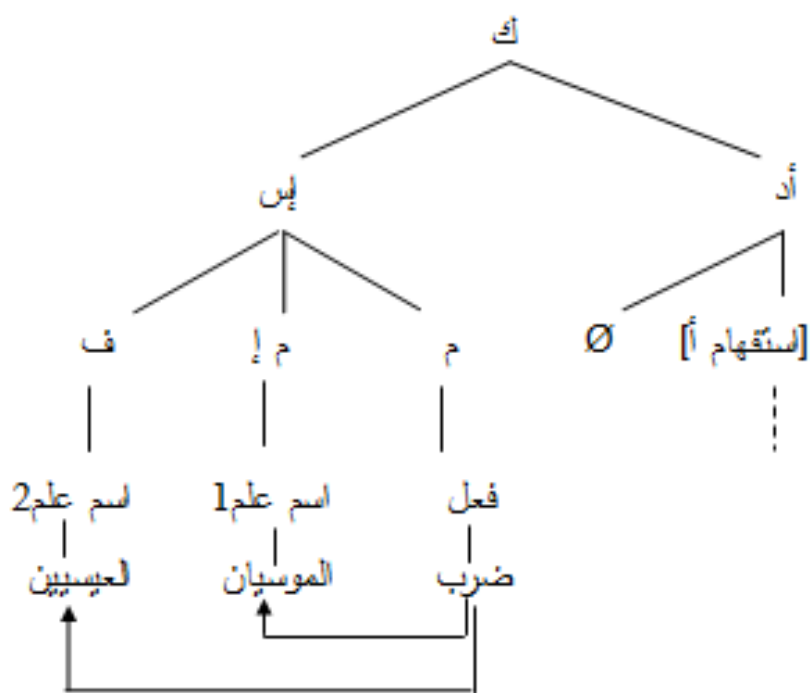 ك
أد إس
[استفهام أ] Ø م م إ ف
فعل اسم علم1 اسم علم2
ضرب الموسيان العيسيين